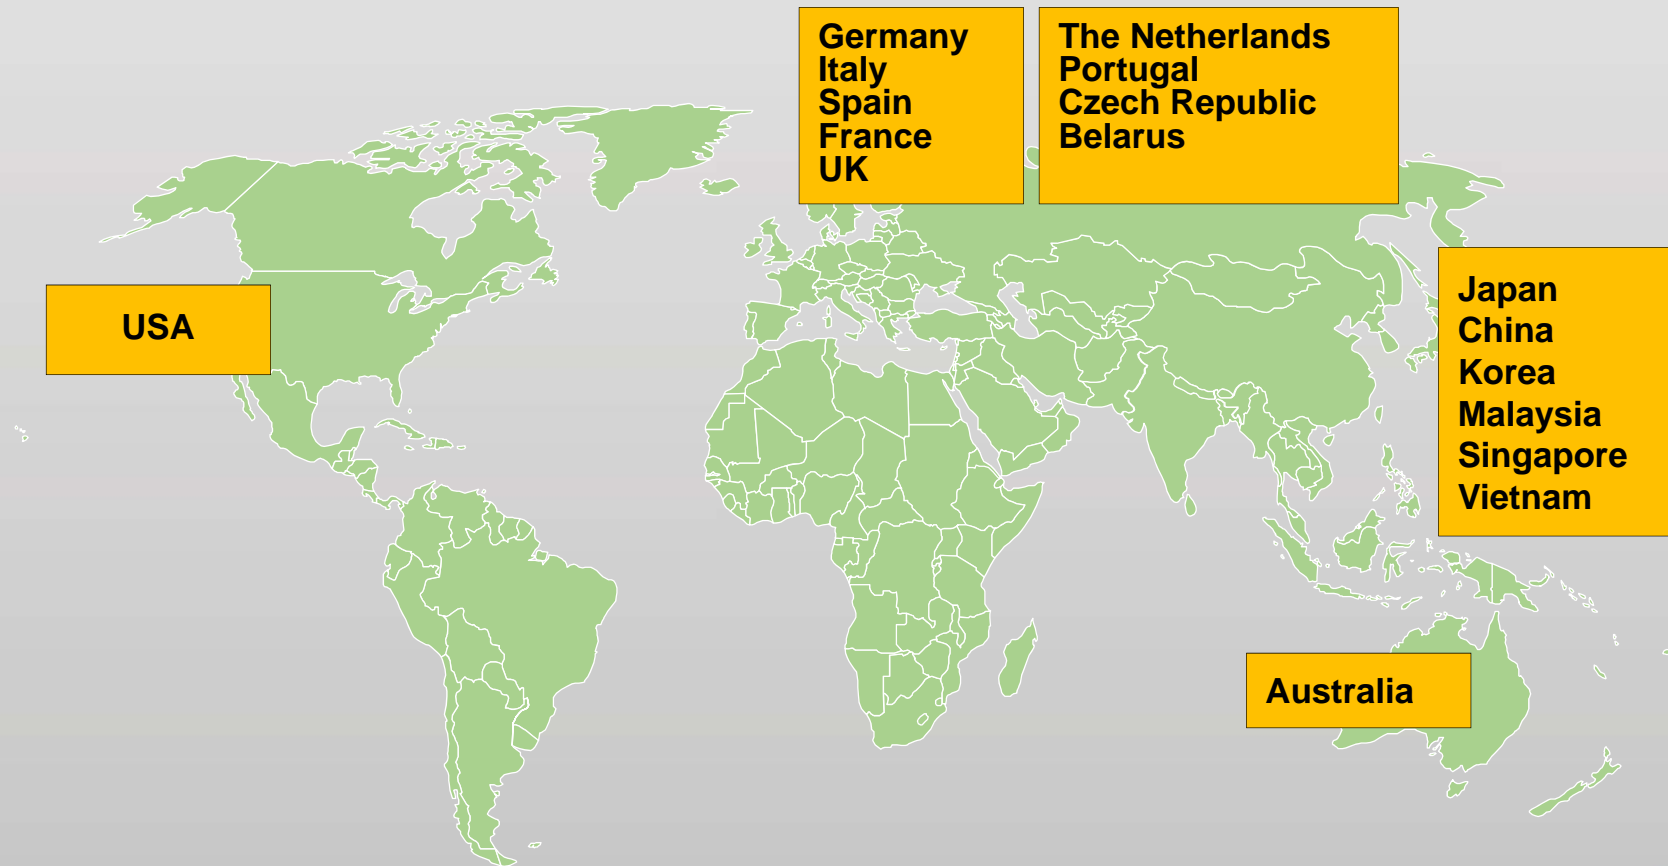 Germany
Italy
Spain
France
UK
The Netherlands
Portugal
Czech Republic
Belarus
USA
Japan
China
Korea
Malaysia
Singapore
Vietnam
Australia